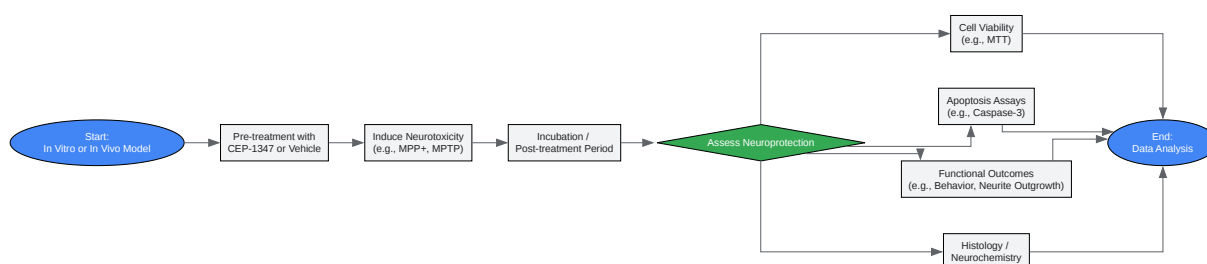 Start:
In Vitro or In Vivo Model
Pre-treatment with
CEP-1347 or Vehicle
Induce Neurotoxicity
(e.g., MPP+, MPTP)
Incubation /
Post-treatment Period
Assess Neuroprotection
Cell Viability
(e.g., MTT)
Apoptosis Assays
(e.g., Caspase-3)
Functional Outcomes
(e.g., Behavior, Neurite Outgrowth)
Histology /
Neurochemistry
End:
Data Analysis